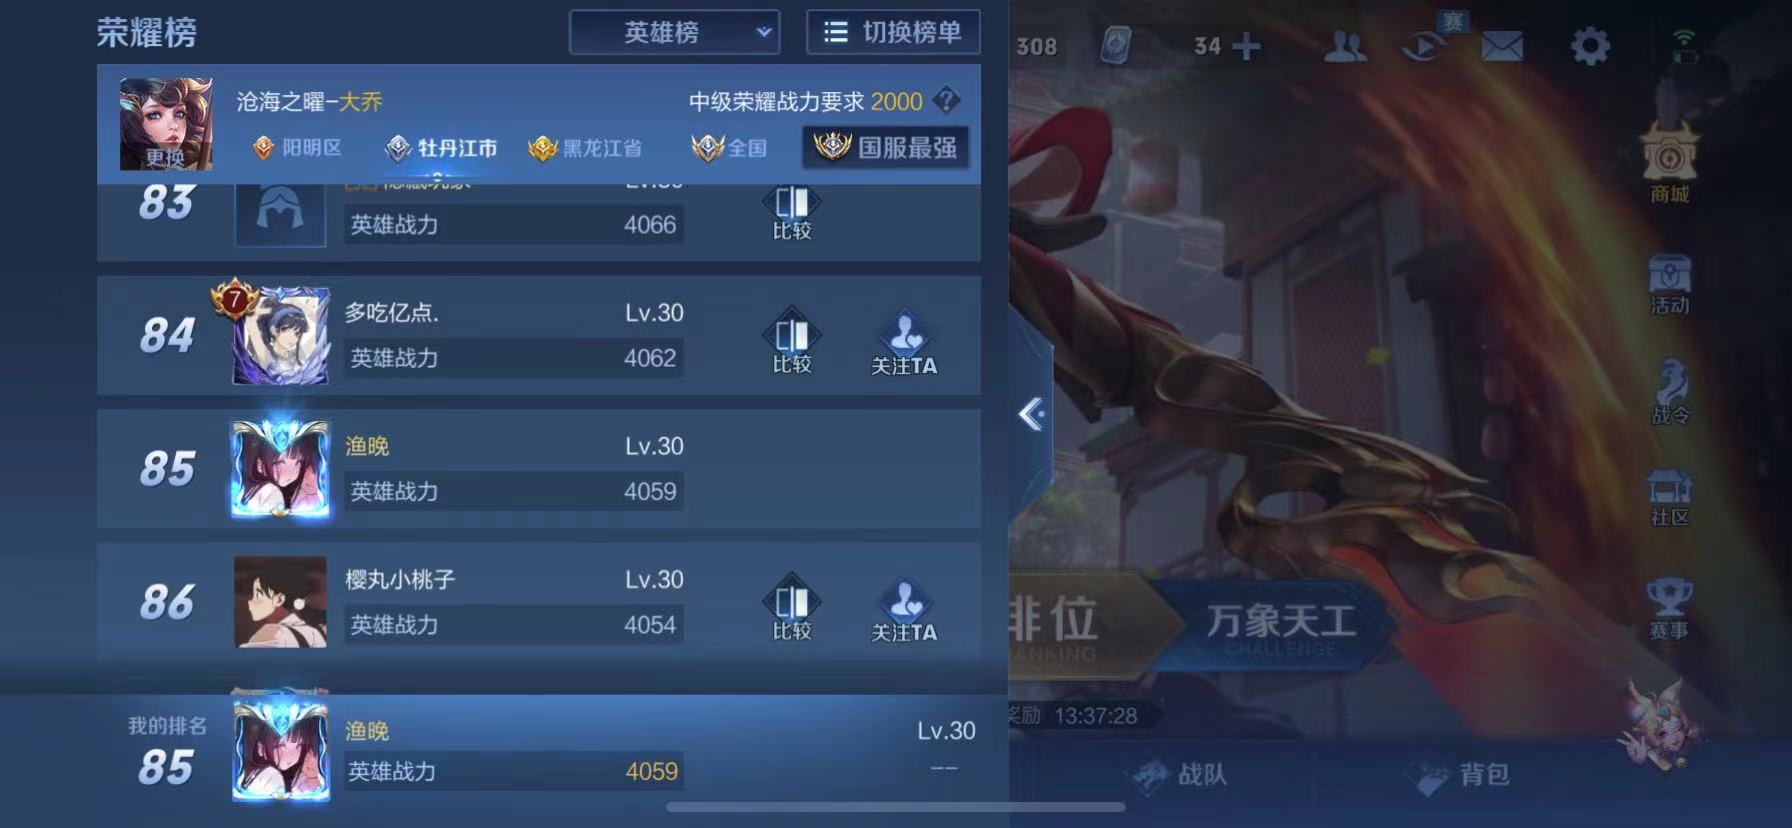 荣耀榜
英雄榜
切换榜单
沧海之曜-大乔
中级荣耀战力要求 2000 ?
更换
阳明区
牡丹江市
黑龙江省
全国
国服最强
83
英雄战力 4066
比较
84
7
多吃亿点. Lv.30
英雄战力 4062
比较
关注TA
85
渔晚 Lv.30
英雄战力 4059
86
樱丸小桃子 Lv.30
英雄战力 4054
比较
关注TA
我的排名
85
渔晚 Lv.30
英雄战力 4059
--
308
34
赛
商城
活动
战令
社区
赛事
排位
万象天工
CHALLENGE
奖励 13:37:28
战队
背包